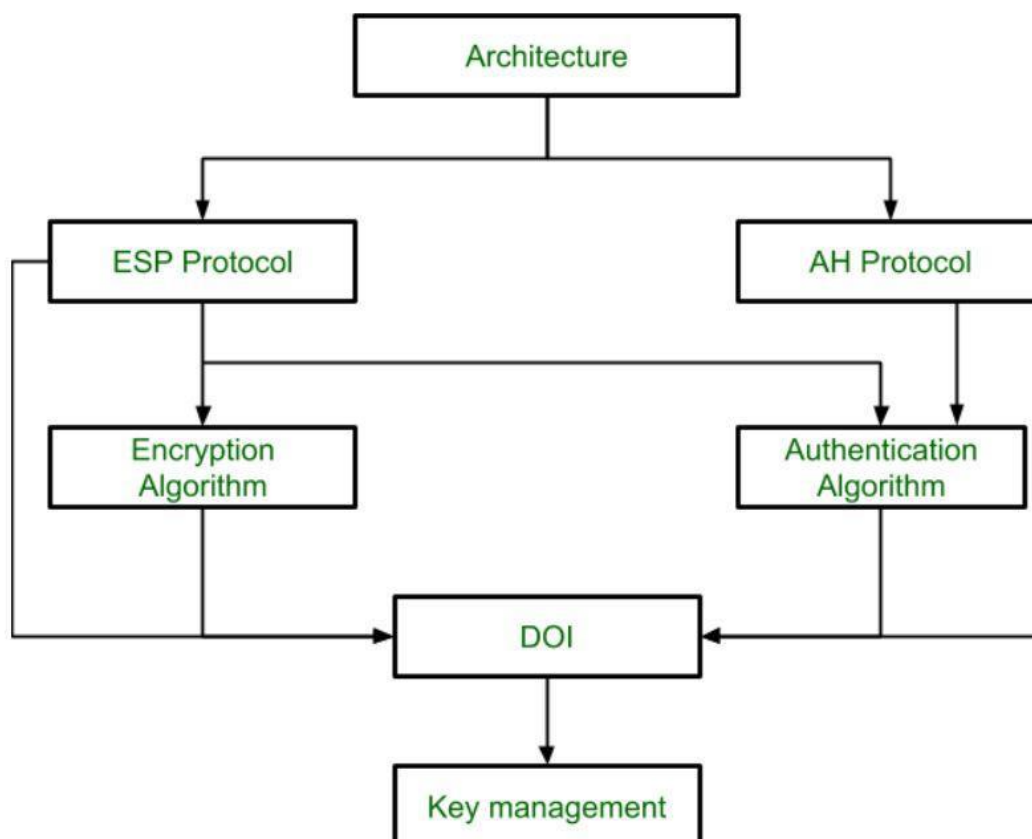 Architecture
ESP Protocol
AH Protocol
Encryption
Algorithm
Authentication
Algorithm
DOI
Key management